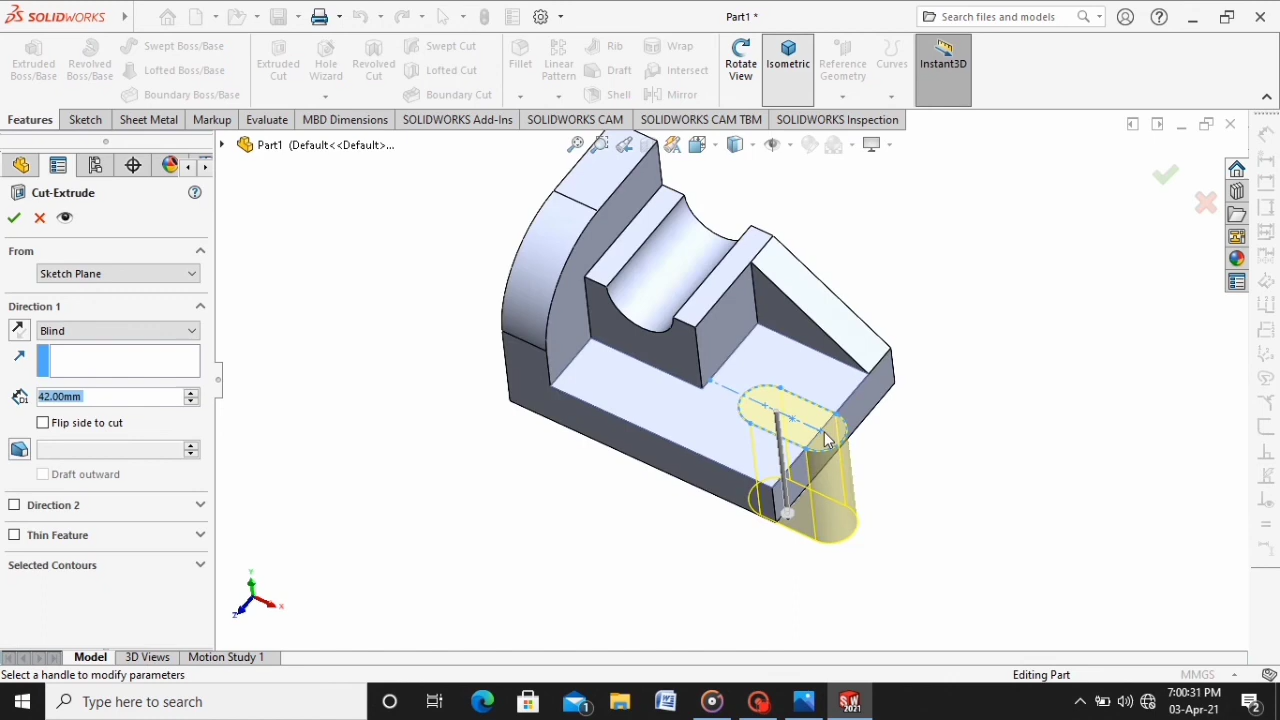 SOLIDWORKS
Part1 *
Search files and models
Extruded Boss/Base
Revolved Boss/Base
Swept Boss/Base
Lofted Boss/Base
Boundary Boss/Base
Extruded Cut
Hole Wizard
Revolved Cut
Swept Cut
Lofted Cut
Boundary Cut
Fillet
Linear Pattern
Rib
Draft
Shell
Wrap
Intersect
Mirror
Rotate View
Isometric
Reference Geometry
Curves
Instant3D
Features
Sketch
Sheet Metal
Markup
Evaluate
MBD Dimensions
SOLIDWORKS Add-Ins
SOLIDWORKS CAM
SOLIDWORKS CAM TBM
SOLIDWORKS Inspection
Part1 (Default<<Default>...
Cut-Extrude
From
Sketch Plane
Direction 1
Blind
42.00mm
Flip side to cut
Draft outward
Direction 2
Thin Feature
Selected Contours
Y
X
Z
Model
3D Views
Motion Study 1
Select a handle to modify parameters
Editing Part
MMGS
Type here to search
1
SW
2021
7:00:31 PM
03-Apr-21
2